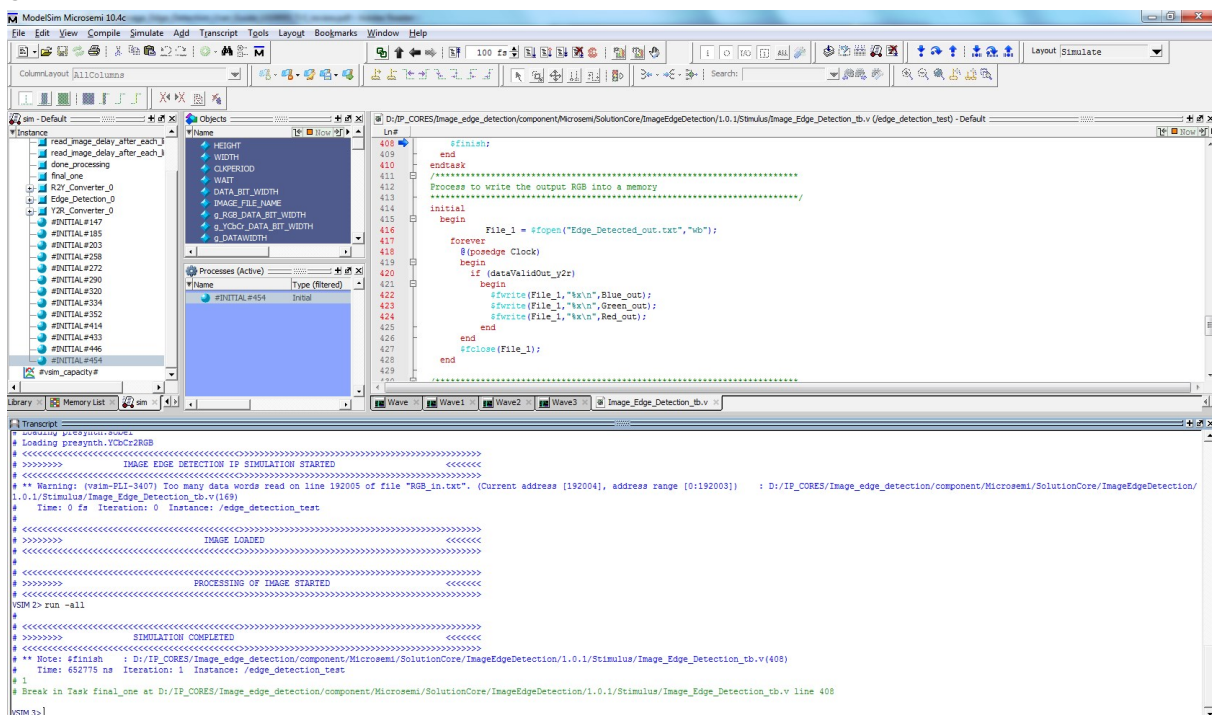 ModelSim Microsemi 10.4c
File Edit View Compile Simulate Add Transcript Tools Layout Bookmarks Window Help
100 fs
Layout Simulate
ColumnLayout AllColumns
Search:
sim - Default
Instance
read_image_delay_after_each_li
read_image_delay_after_each_li
done_processing
final_one
R2Y_Converter_0
Edge_Detection_0
Y2R_Converter_0
#INITIAL#147
#INITIAL#185
#INITIAL#203
#INITIAL#258
#INITIAL#272
#INITIAL#290
#INITIAL#320
#INITIAL#334
#INITIAL#352
#INITIAL#414
#INITIAL#433
#INITIAL#446
#INITIAL#454
#vsim_capacity#
Library Memory List sim
Objects
Name Now
HEIGHT
WIDTH
CLKPERIOD
WAIT
DATA_BIT_WIDTH
IMAGE_FILE_NAME
g_RGB_DATA_BIT_WIDTH
g_YCbCr_DATA_BIT_WIDTH
g_DATAWIDTH
Processes (Active)
Name Type (filtered)
#INITIAL#454 Initial
D:/IP_CORES/Image_edge_detection/component/Microsemi/SolutionCore/ImageEdgeDetection/1.0.1/Stimulus/Image_Edge_Detection_tb.v (/edge_detection_test) - Default
Ln# Now
408 $finish;
409 end
410 endtask
411 /***************************************************************************
412 Process to write the output RGB into a memory
413 ***************************************************************************/
414 initial
415 begin
416 File_1 = $fopen("Edge_Detected_out.txt","wb");
417 forever
418 @(posedge Clock)
419 begin
420 if (dataValidOut_y2r)
421 begin
422 $fwrite(File_1,"%x\n",Blue_out);
423 $fwrite(File_1,"%x\n",Green_out);
424 $fwrite(File_1,"%x\n",Red_out);
425 end
426 end
427 $fclose(File_1);
428 end
429
Wave Wave1 Wave2 Wave3 Image_Edge_Detection_tb.v
Transcript
# Loading presynth.sobel
# Loading presynth.YCbCr2RGB
# <<<<<<<<<<<<<<<<<<<<<<<<<<<<<<<<<<<<<<<<>>>>>>>>>>>>>>>>>>>>>>>>>>>>>>>>>>>>>>>>>>>>
# >>>>>>>> IMAGE EDGE DETECTION IP SIMULATION STARTED <<<<<<<
# <<<<<<<<<<<<<<<<<<<<<<<<<<<<<<<<<<<<<<<<>>>>>>>>>>>>>>>>>>>>>>>>>>>>>>>>>>>>>>>>>>>>
# ** Warning: (vsim-PLI-3407) Too many data words read on line 192005 of file "RGB_in.txt". (Current address [192004], address range [0:192003]) : D:/IP_CORES/Image_edge_detection/component/Microsemi/SolutionCore/ImageEdgeDetection/
1.0.1/Stimulus/Image_Edge_Detection_tb.v(169)
# Time: 0 fs Iteration: 0 Instance: /edge_detection_test
#
# <<<<<<<<<<<<<<<<<<<<<<<<<<<<<<<<<<<<<<<<>>>>>>>>>>>>>>>>>>>>>>>>>>>>>>>>>>>>>>>>>>>>
# >>>>>>>> IMAGE LOADED <<<<<<<
# <<<<<<<<<<<<<<<<<<<<<<<<<<<<<<<<<<<<<<<<>>>>>>>>>>>>>>>>>>>>>>>>>>>>>>>>>>>>>>>>>>>>
#
# <<<<<<<<<<<<<<<<<<<<<<<<<<<<<<<<<<<<<<<<>>>>>>>>>>>>>>>>>>>>>>>>>>>>>>>>>>>>>>>>>>>>
# >>>>>>>> PROCESSING OF IMAGE STARTED <<<<<<<
# <<<<<<<<<<<<<<<<<<<<<<<<<<<<<<<<<<<<<<<<>>>>>>>>>>>>>>>>>>>>>>>>>>>>>>>>>>>>>>>>>>>>
VSIM 2> run -all
#
# <<<<<<<<<<<<<<<<<<<<<<<<<<<<<<<<<<<<<<<<>>>>>>>>>>>>>>>>>>>>>>>>>>>>>>>>>>>>>>>>>>>>
# >>>>>>>> SIMULATION COMPLETED <<<<<<<
# <<<<<<<<<<<<<<<<<<<<<<<<<<<<<<<<<<<<<<<<>>>>>>>>>>>>>>>>>>>>>>>>>>>>>>>>>>>>>>>>>>>>
# ** Note: $finish : D:/IP_CORES/Image_edge_detection/component/Microsemi/SolutionCore/ImageEdgeDetection/1.0.1/Stimulus/Image_Edge_Detection_tb.v(408)
# Time: 652775 ns Iteration: 1 Instance: /edge_detection_test
# 1
# Break in Task final_one at D:/IP_CORES/Image_edge_detection/component/Microsemi/SolutionCore/ImageEdgeDetection/1.0.1/Stimulus/Image_Edge_Detection_tb.v line 408
VSIM 3>